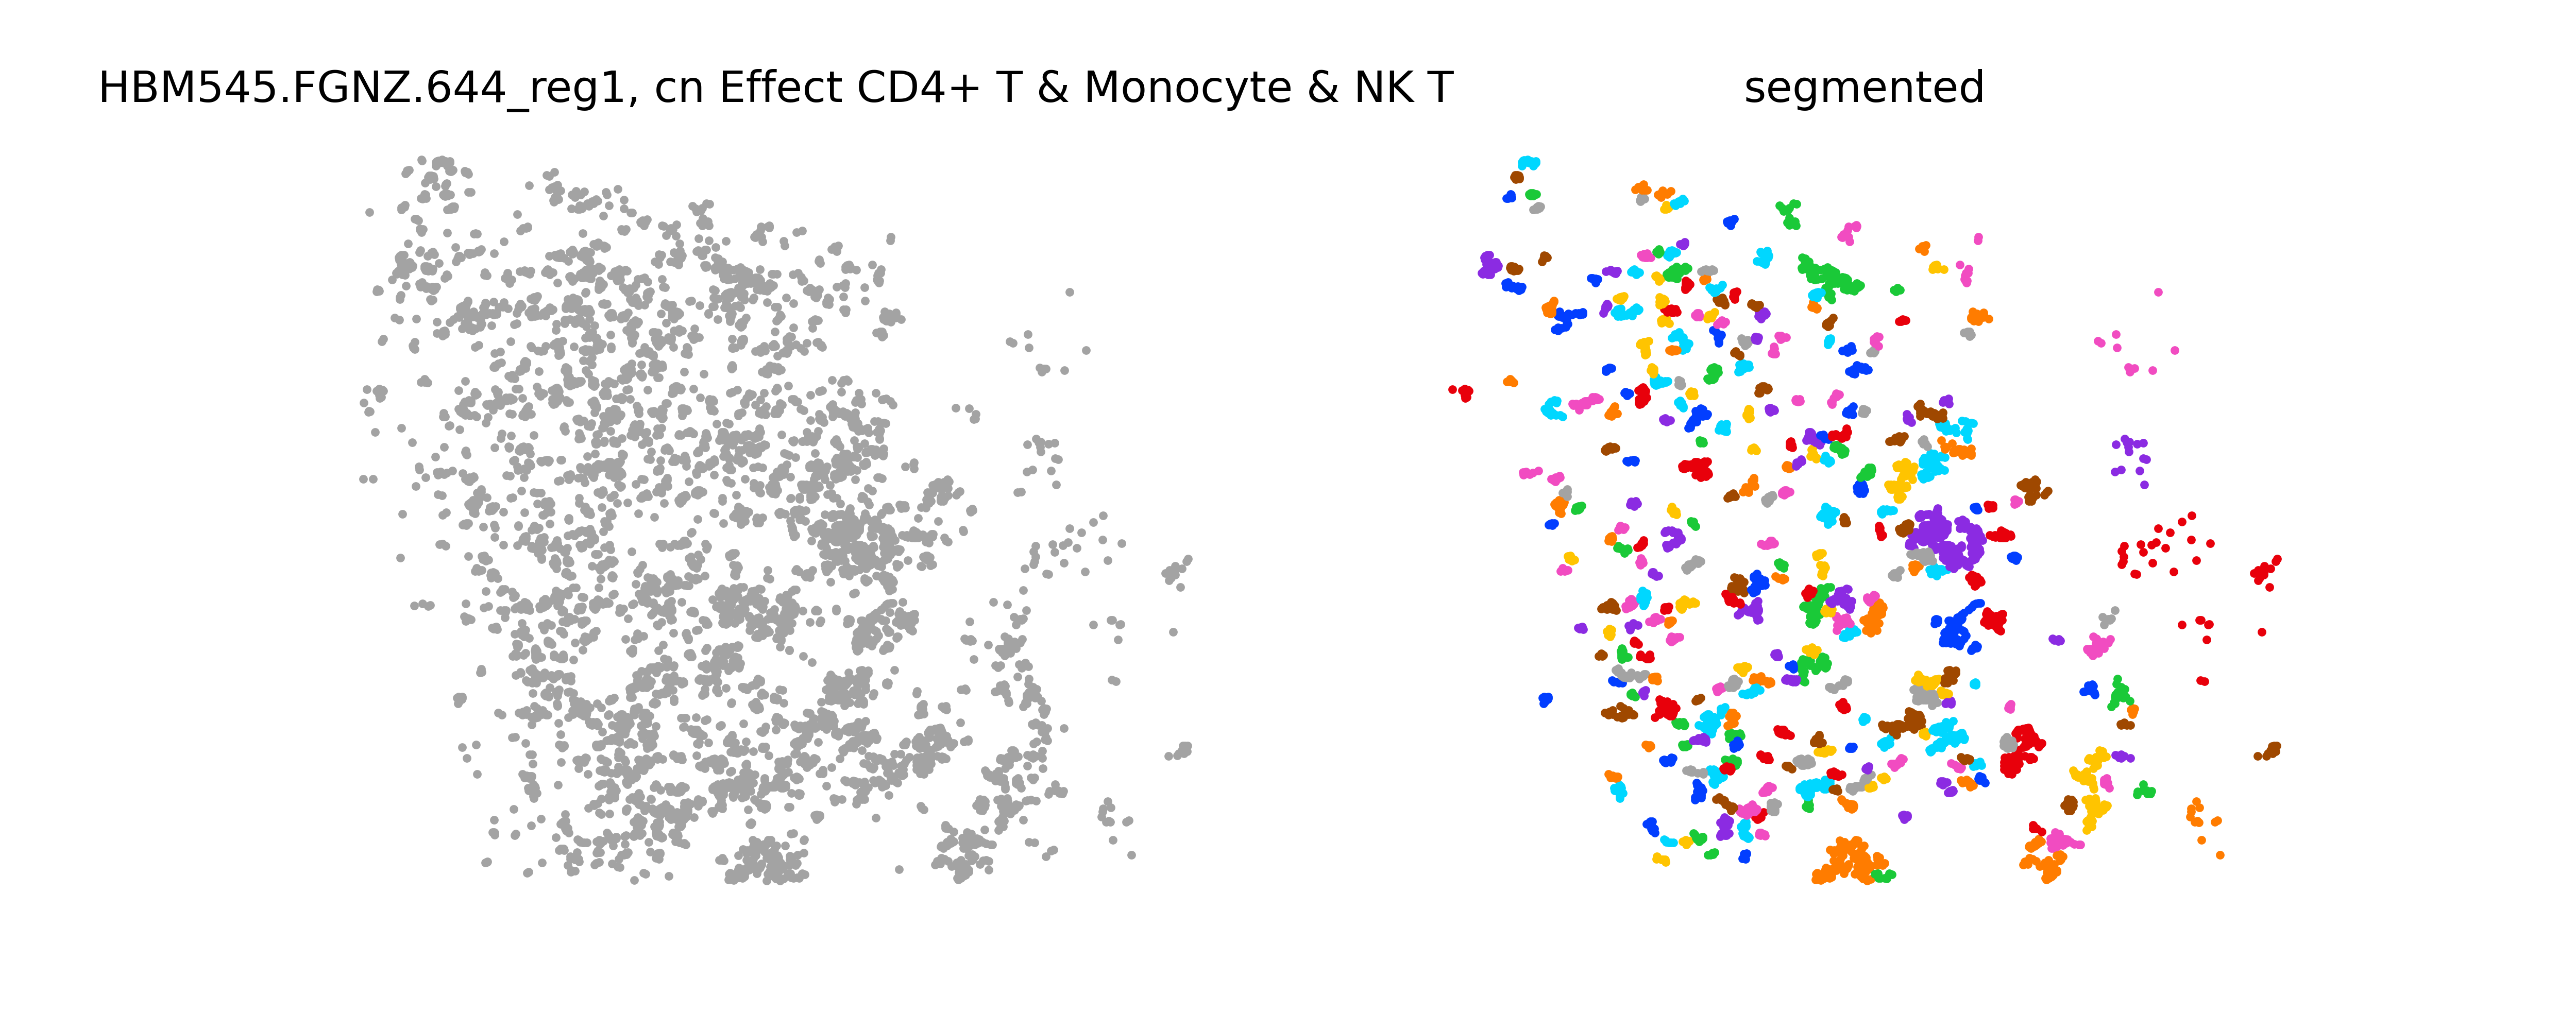 HBM545.FGNZ.644_reg1, cn Effect CD4+ T & Monocyte & NK T
segmented